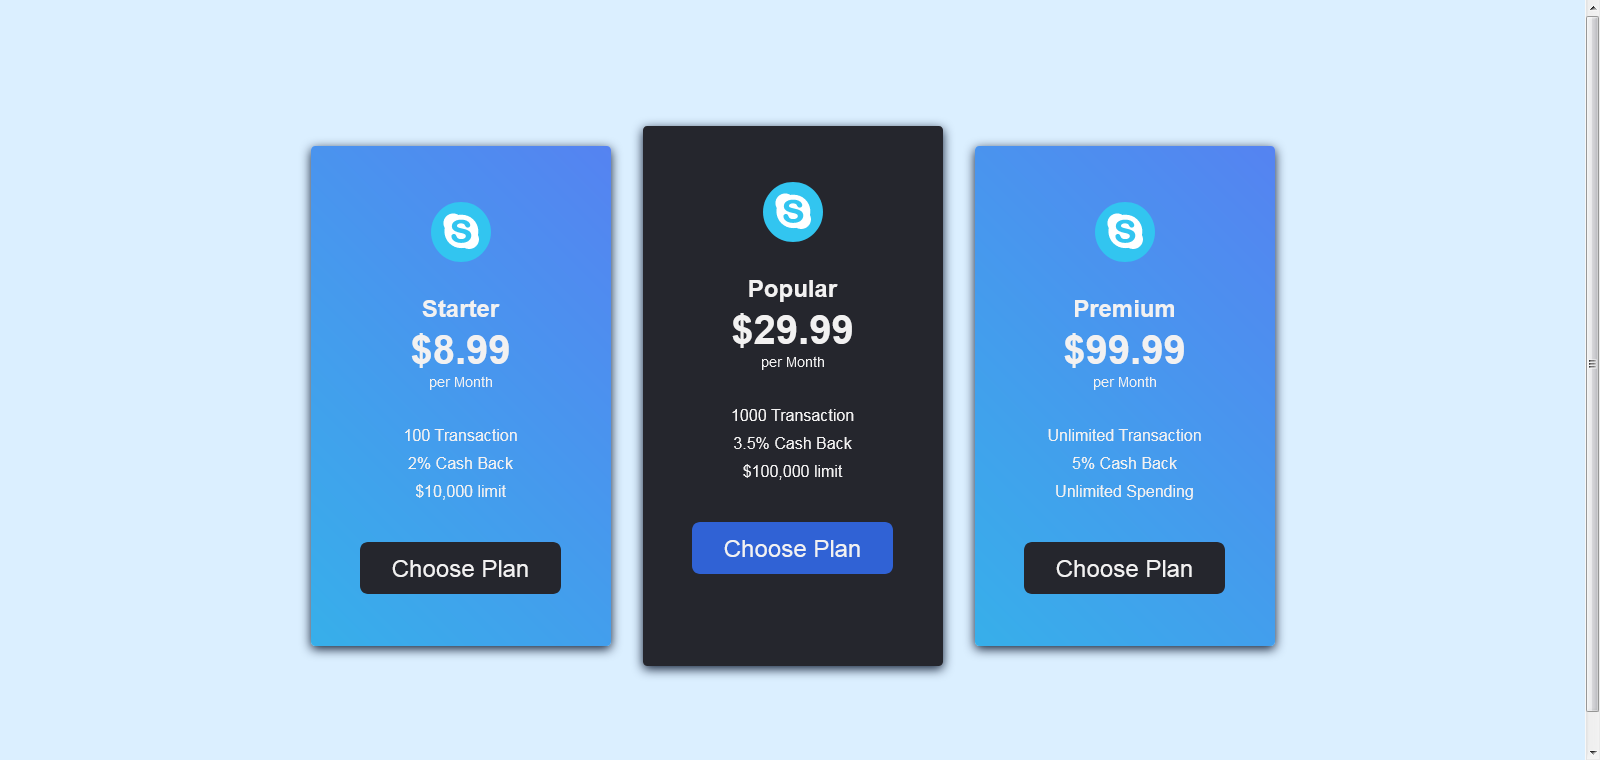 S
Starter
$8.99
per Month
100 Transaction
2% Cash Back
$10,000 limit
Choose Plan
S
Popular
$29.99
per Month
1000 Transaction
3.5% Cash Back
$100,000 limit
Choose Plan
S
Premium
$99.99
per Month
Unlimited Transaction
5% Cash Back
Unlimited Spending
Choose Plan